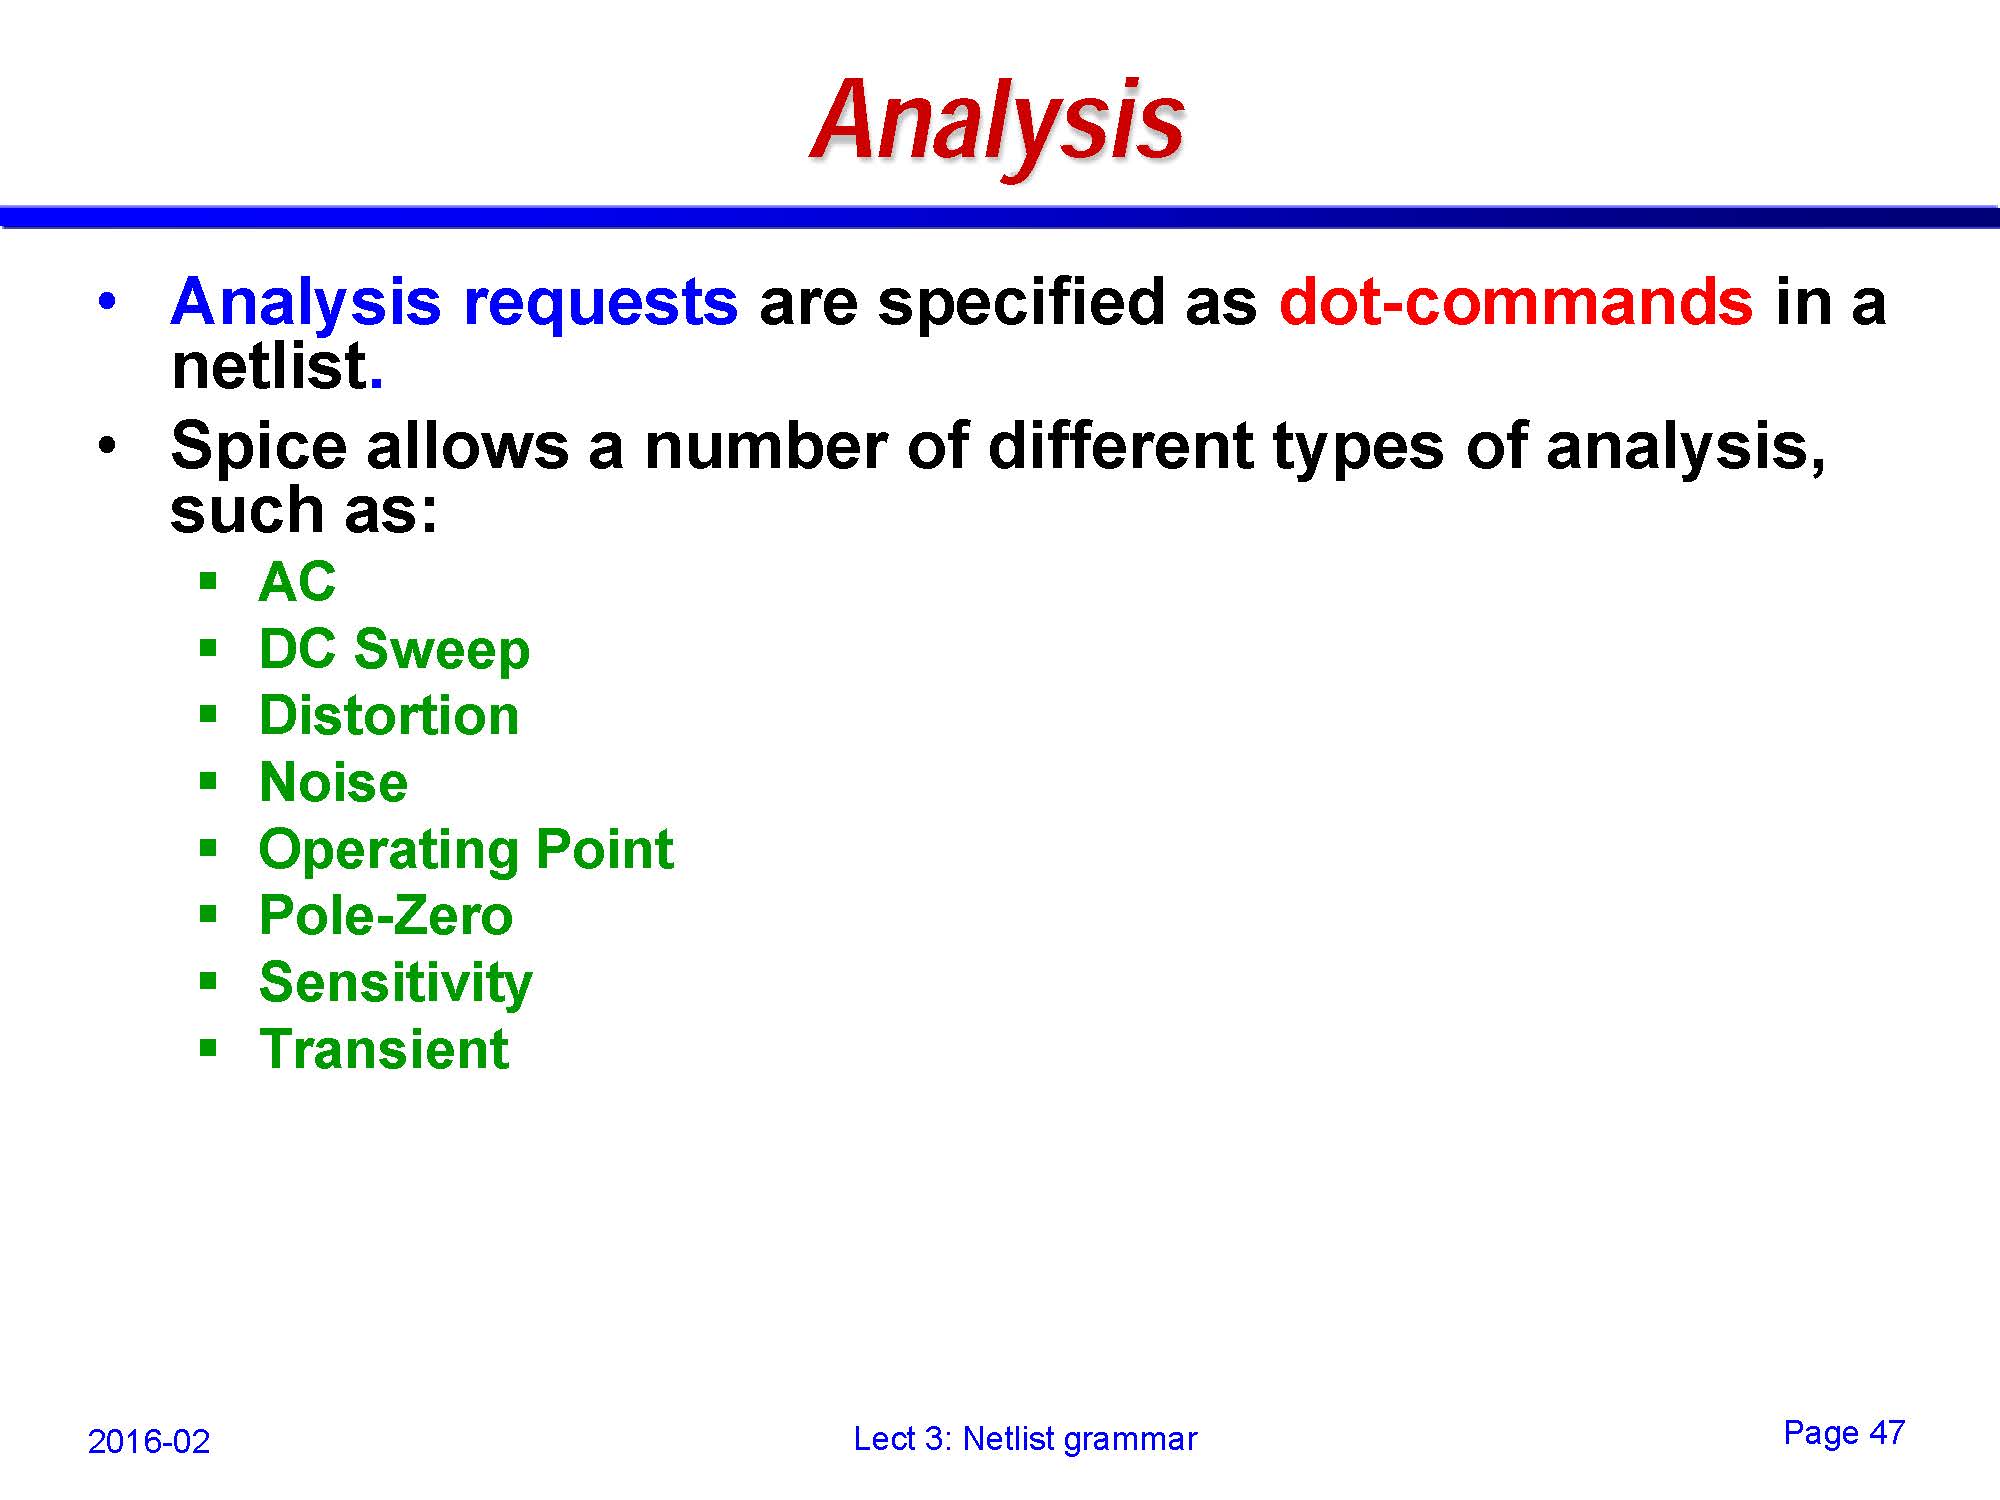 Analysis
• Analysis requests are specified as dot-commands in a
netlist.
• Spice allows a number of different types of analysis,
such as:
▪ AC
▪ DC Sweep
▪ Distortion
▪ Noise
▪ Operating Point
▪ Pole-Zero
▪ Sensitivity
▪ Transient
2016-02
Lect 3: Netlist grammar
Page 47